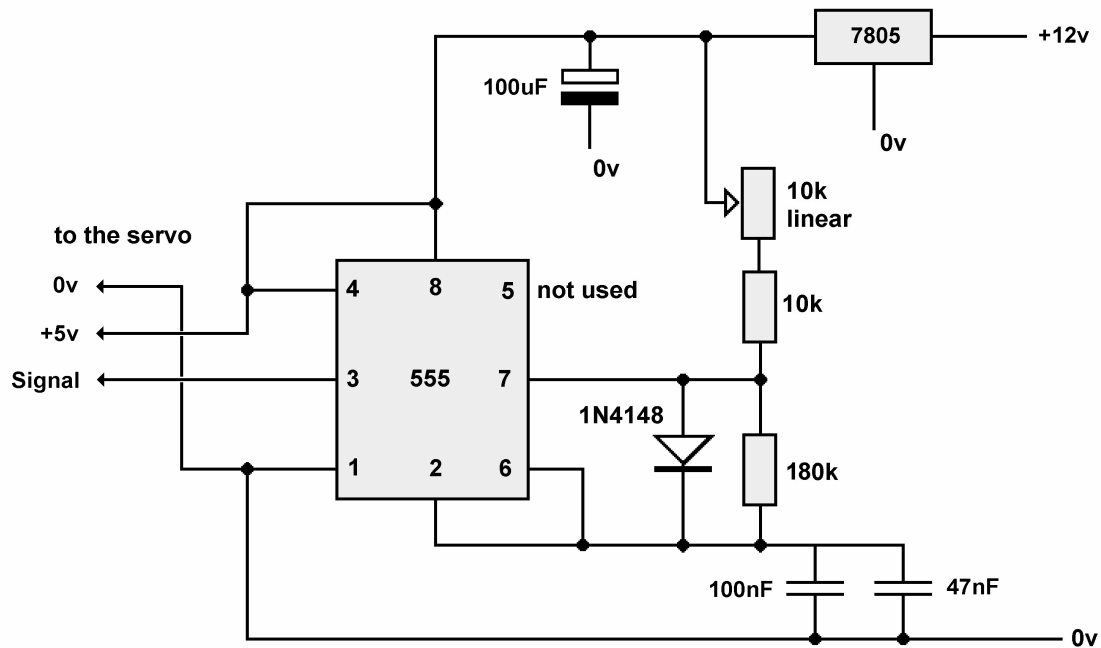 7805
+12v
100uF
0v
0v
10k
linear
to the servo
0v
+5v
Signal
4
8
5
not used
10k
3
555
7
1N4148
1
2
6
180k
100nF
47nF
0v